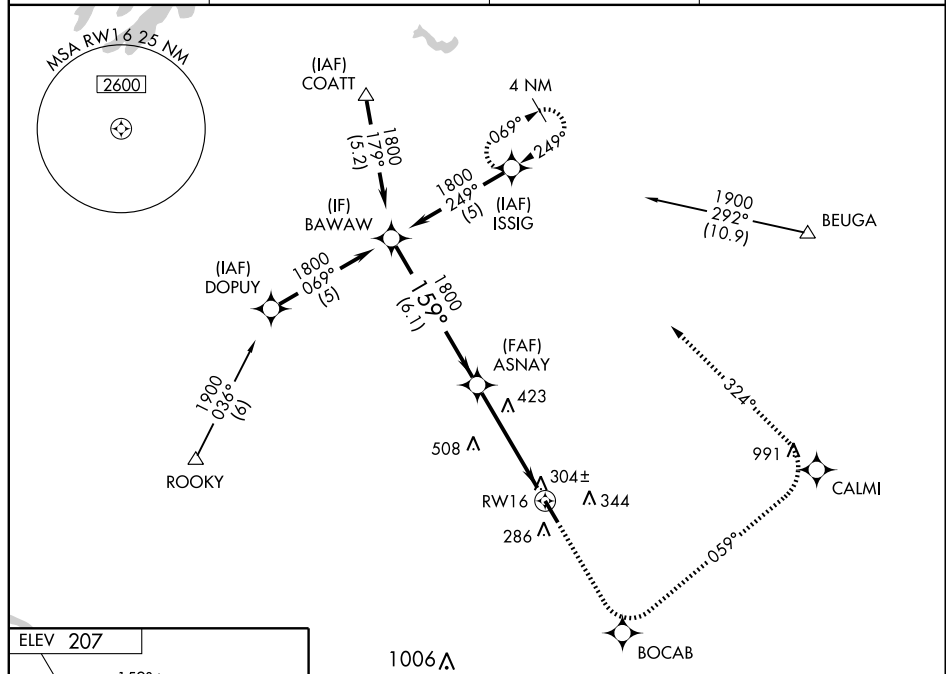 MSA RW16 25 NM
2600
(IAF)
COATT
1800
179°
(5.2)
4 NM
069°
249°
1800
249°
(5)
(IAF)
ISSIG
(IF)
BAWAW
1900
292°
(10.9)
BEUGA
(IAF)
DOPUY
1800
069°
(5)
1800
159°
(6.1)
(FAF)
ASNAY
423
1900
036°
(6)
ROOKY
508
324°
991
CALMI
304±
RW16
344
286
059°
BOCAB
ELEV 207
1006